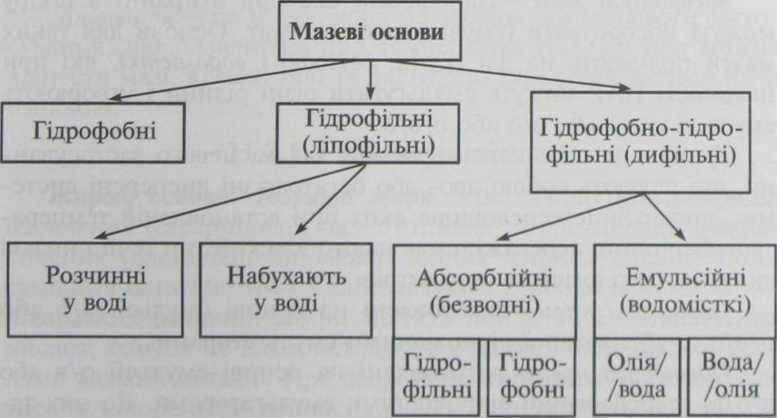 Мазеві основи
Гідрофобні
Гідрофільні
(ліпофільні)
Гідрофобно-гідро-
фільні (дифільні)
Розчинні
у воді
Набухають
у воді
Абсорбційні
(безводні)
Емульсійні
(водомісткі)
Гідро-
фільні
Гідро-
фобні
Олія/
/вода
Вода/
/олія